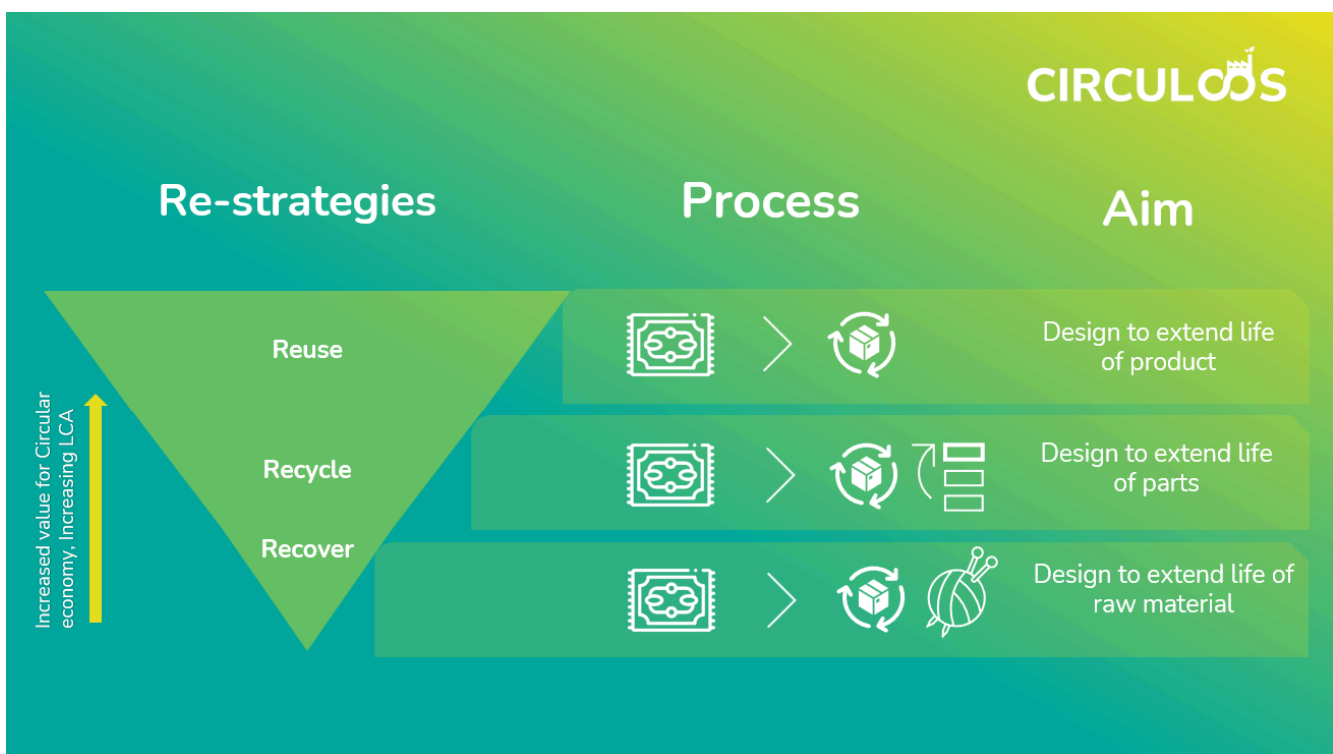 CIRCULOOS
Re-strategies
Process
Aim
Reuse
Design to extend life
of product
Recycle
Design to extend life
of parts
Recover
Design to extend life of
raw material
Increased value for Circular
economy, Increasing LCA